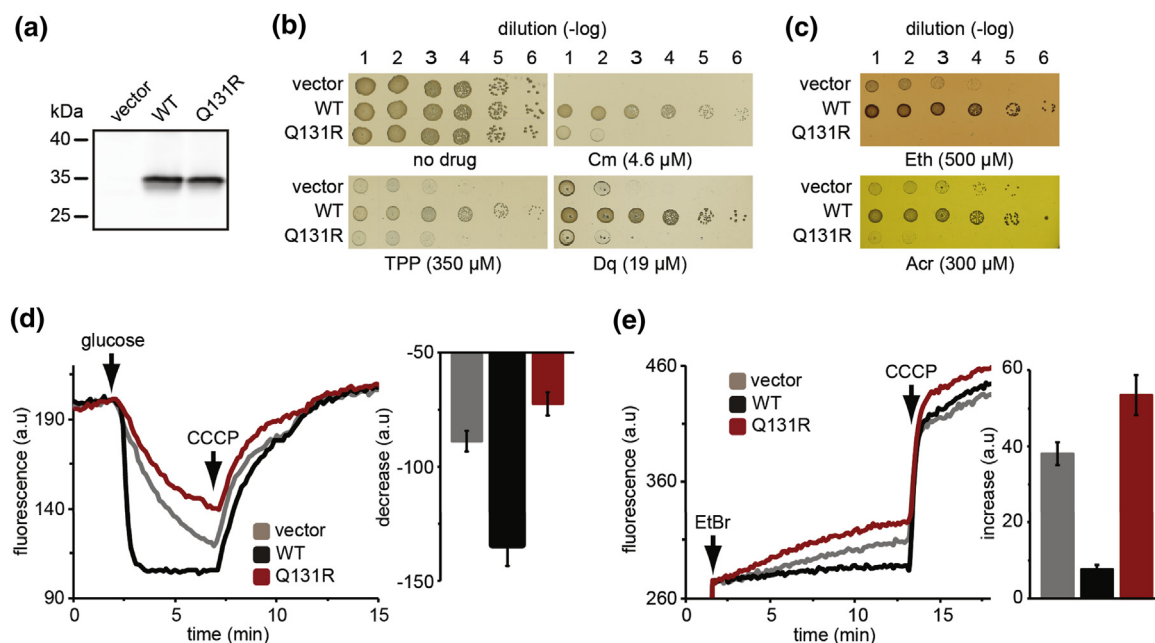 (a)
vector
WT
Q131R
kDa
40
35
25
(b)
dilution (-log)
1 2 3 4 5 6 1 2 3 4 5 6
vector
WT
Q131R
no drug
Cm (4.6 µM)
vector
WT
Q131R
TPP (350 µM)
Dq (19 µM)
(c)
dilution (-log)
1 2 3 4 5 6
vector
WT
Q131R
Eth (500 µM)
vector
WT
Q131R
Acr (300 µM)
(d)
glucose
CCCP
fluorescence (a.u)
190
140
90
0 5 10 15
time (min)
vector
WT
Q131R
decrease (a.u)
-50
-100
-150
(e)
vector
WT
Q131R
EtBr
CCCP
fluorescence (a.u)
460
360
260
0 5 10 15
time (min)
increase (a.u)
60
40
20
0